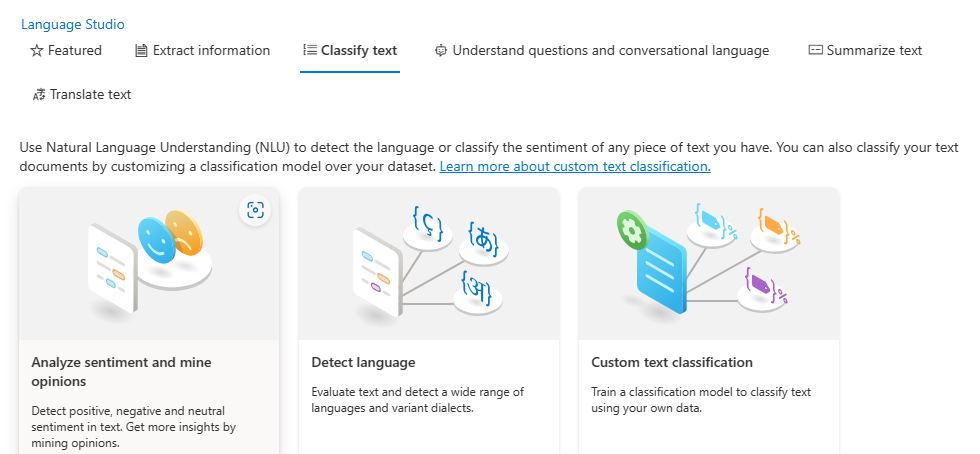 Language Studio
Featured
Extract information
Classify text
Understand questions and conversational language
Summarize text
Translate text
Use Natural Language Understanding (NLU) to detect the language or classify the sentiment of any piece of text you have. You can also classify your text
documents by customizing a classification model over your dataset. Learn more about custom text classification.
{ç}
{あ}
{अ}
%
%
%
Analyze sentiment and mine
opinions
Detect positive, negative and neutral
sentiment in text. Get more insights by
mining opinions.
Detect language
Evaluate text and detect a wide range of
languages and variant dialects.
Custom text classification
Train a classification model to classify text
using your own data.